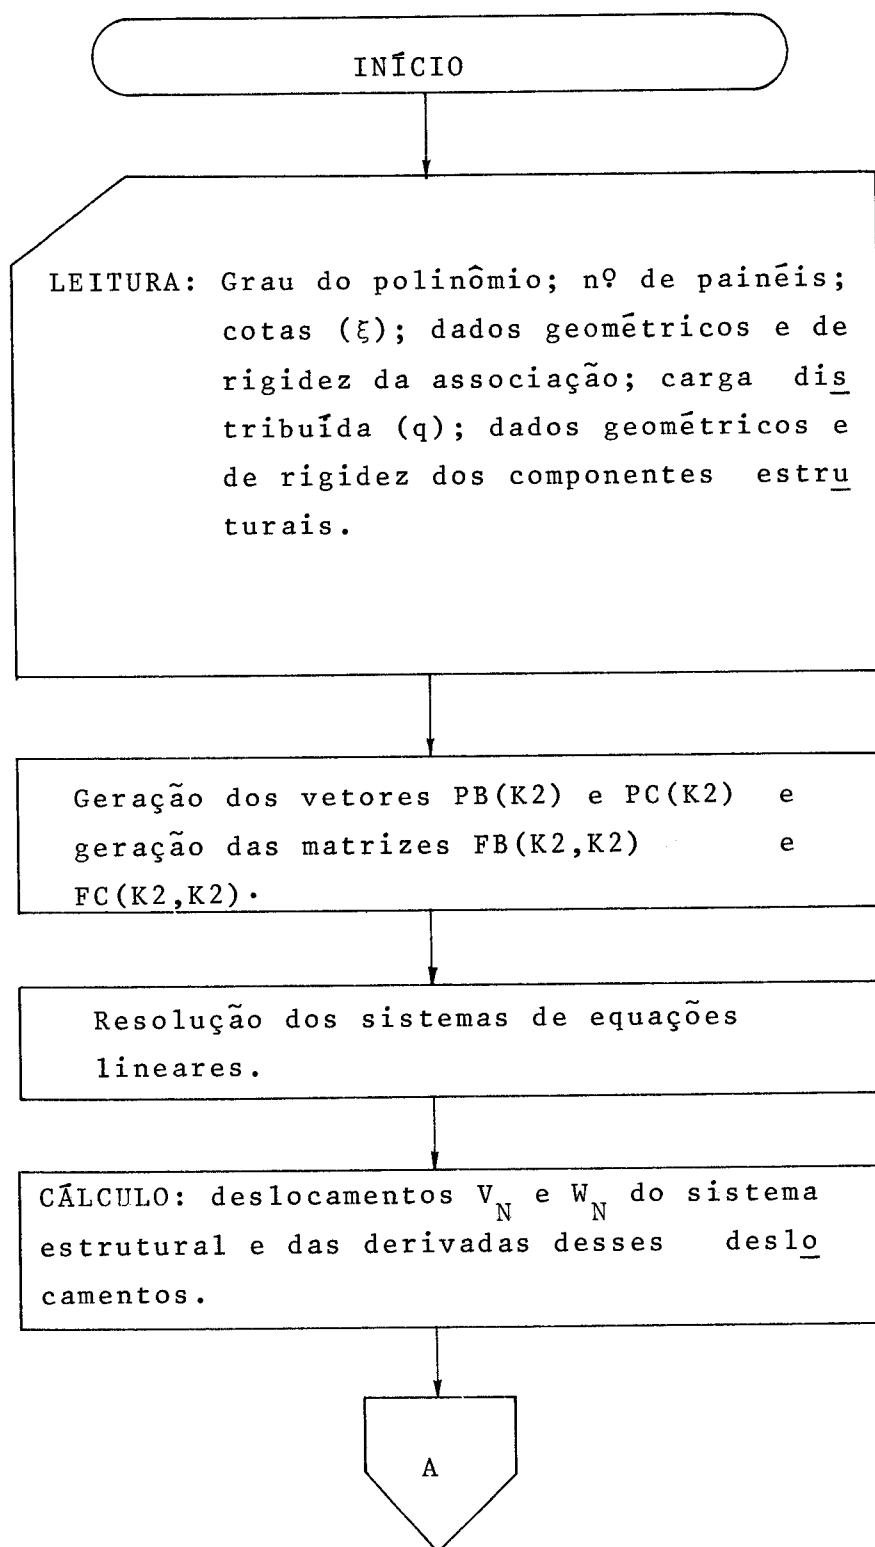 INÍCIO
LEITURA: Grau do polinômio; nº de painéis;
cotas (ξ); dados geométricos e de
rigidez da associação; carga dis
tribuída (q); dados geométricos e
de rigidez dos componentes estru
turais.
Geração dos vetores PB(K2) e PC(K2) e
geração das matrizes FB(K2,K2) e
FC(K2,K2).
Resolução dos sistemas de equações
lineares.
CÁLCULO: deslocamentos V_N e W_N do sistema
estrutural e das derivadas desses deslo
camentos.
A